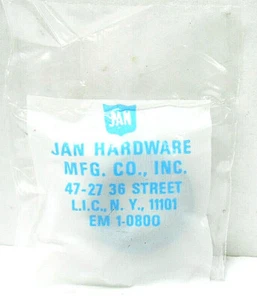 JAN
JAN HARDWARE
MFG. CO., INC.
47-27 36 STREET
L.I.C., N. Y., 11101
EM 1-0800